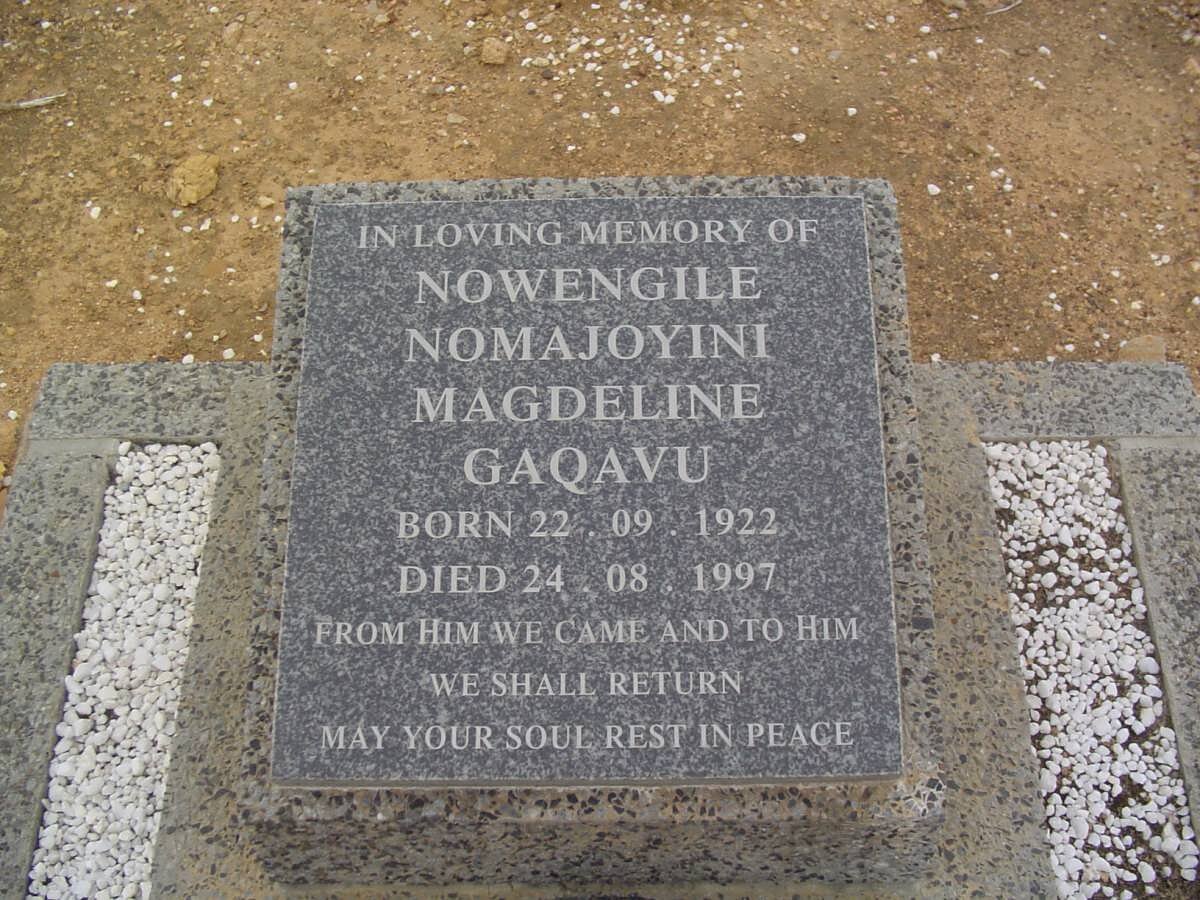 IN LOVING MEMORY OF
NOWENGILE
NOMAJOYINI
MAGDELINE
GAQAVU
BORN 22 . 09 . 1922
DIED 24 . 08 . 1997
FROM HIM WE CAME AND TO HIM
WE SHALL RETURN
MAY YOUR SOUL REST IN PEACE